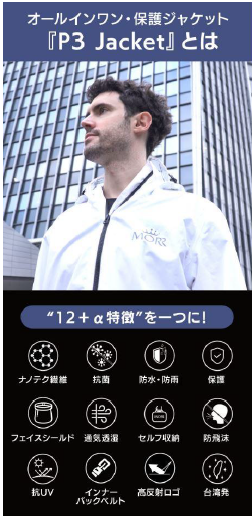 オールインワン・保護ジャケット
『P3 Jacket』とは
MORR
“12＋α特徴”を一つに！
ナノテク繊維
抗菌
防水・防雨
保護
フェイスシールド
通気透湿
セルフ収納
防飛沫
抗UV
インナー
バックベルト
高反射ロゴ
台湾発